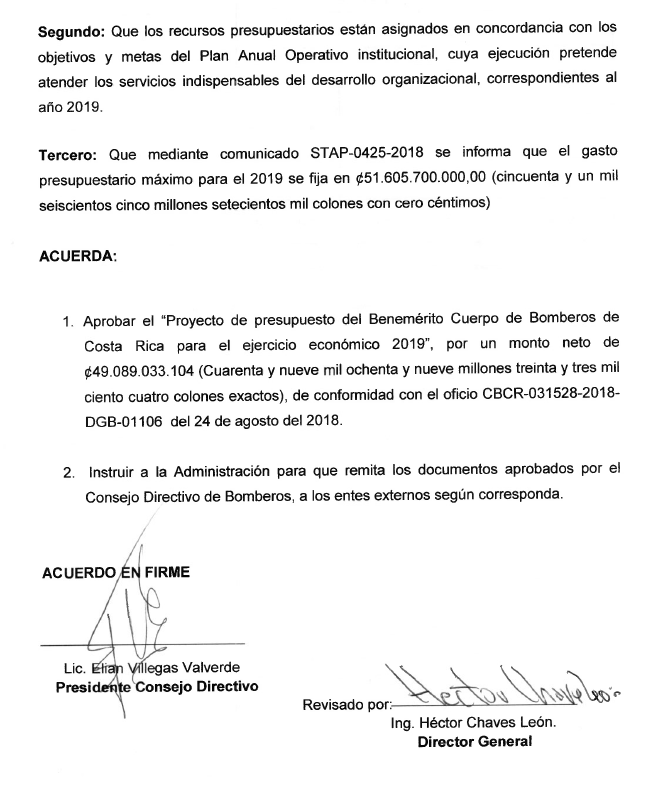 Segundo: Que los recursos presupuestarios están asignados en concordancia con los
objetivos y metas del Plan Anual Operativo institucional, cuya ejecución pretende
atender los servicios indispensables del desarrollo organizacional, correspondientes al
año 2019.
Tercero: Que mediante comunicado STAP-0425-2018 se informa que el gasto
presupuestario máximo para el 2019 se fija en ₡51.605.700.000,00 (cincuenta y un mil
seiscientos cinco millones setecientos mil colones con cero céntimos)
ACUERDA:
1. Aprobar el “Proyecto de presupuesto del Benemérito Cuerpo de Bomberos de
Costa Rica para el ejercicio económico 2019”, por un monto neto de
₡49.089.033.104 (Cuarenta y nueve mil ochenta y nueve millones treinta y tres mil
ciento cuatro colones exactos), de conformidad con el oficio CBCR-031528-2018-
DGB-01106 del 24 de agosto del 2018.
2. Instruir a la Administración para que remita los documentos aprobados por el
Consejo Directivo de Bomberos, a los entes externos según corresponda.
ACUERDO EN FIRME
Lic. Elian Villegas Valverde
Presidente Consejo Directivo
Revisado por: Hector Chaves Leon
Ing. Héctor Chaves León.
Director General